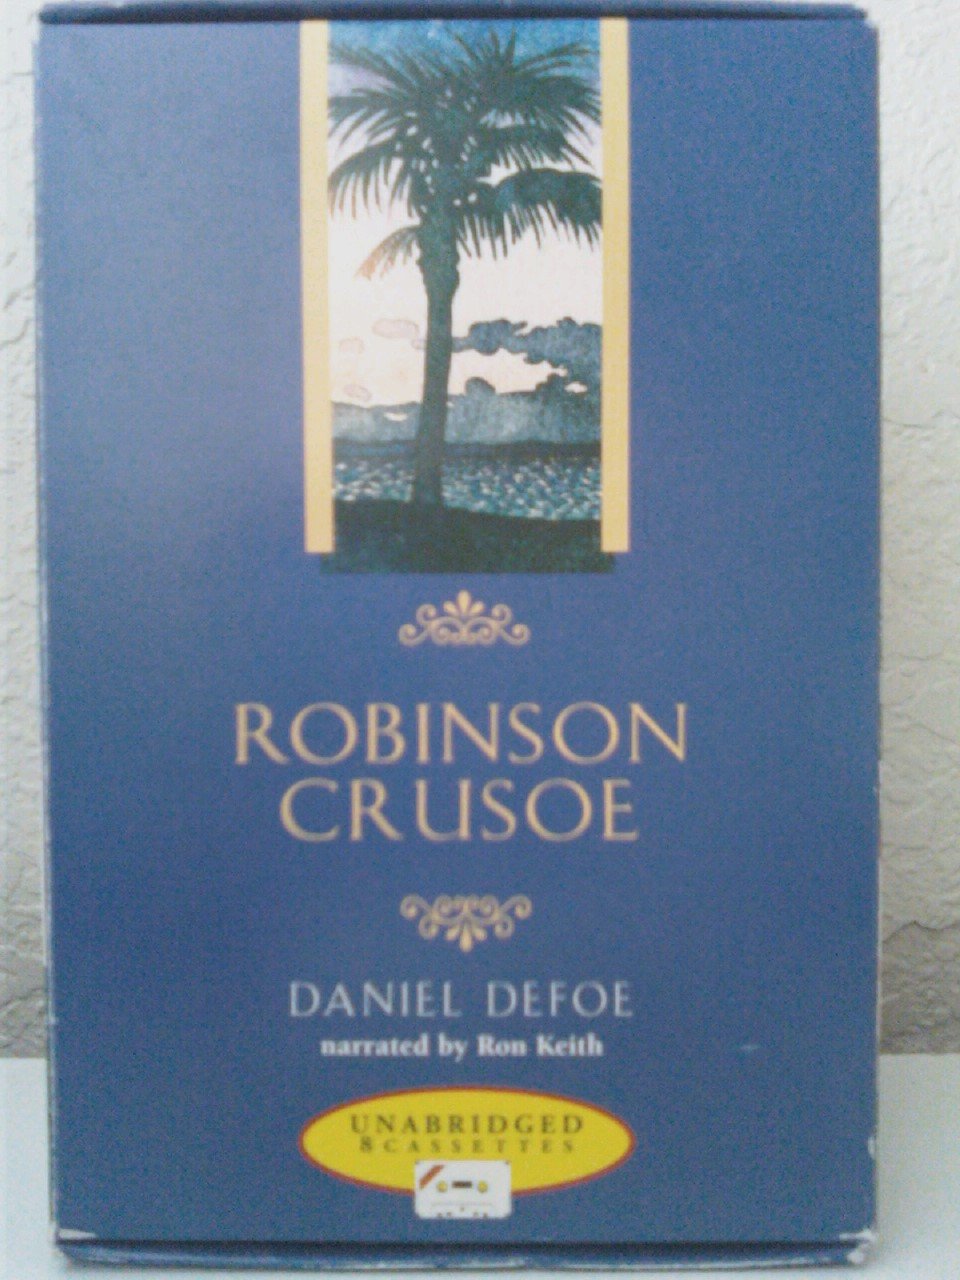 ROBINSON
CRUSOE
DANIEL DEFOE
narrated by Ron Keith
UNABRIDGED
8 CASSETTES